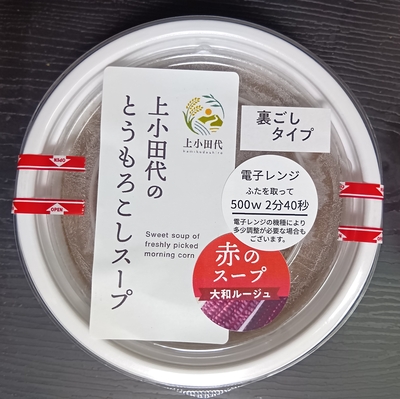 上小田代の
とうもろこしスープ
Sweet soup of
freshly picked
morning corn
上小田代
裏ごし
タイプ
電子レンジ
ふたを取って
500w 2分40秒
電子レンジの機種により
多少調整が必要な場合も
ございます。
赤の
スープ
大和ルージュ
OPEN
OPEN